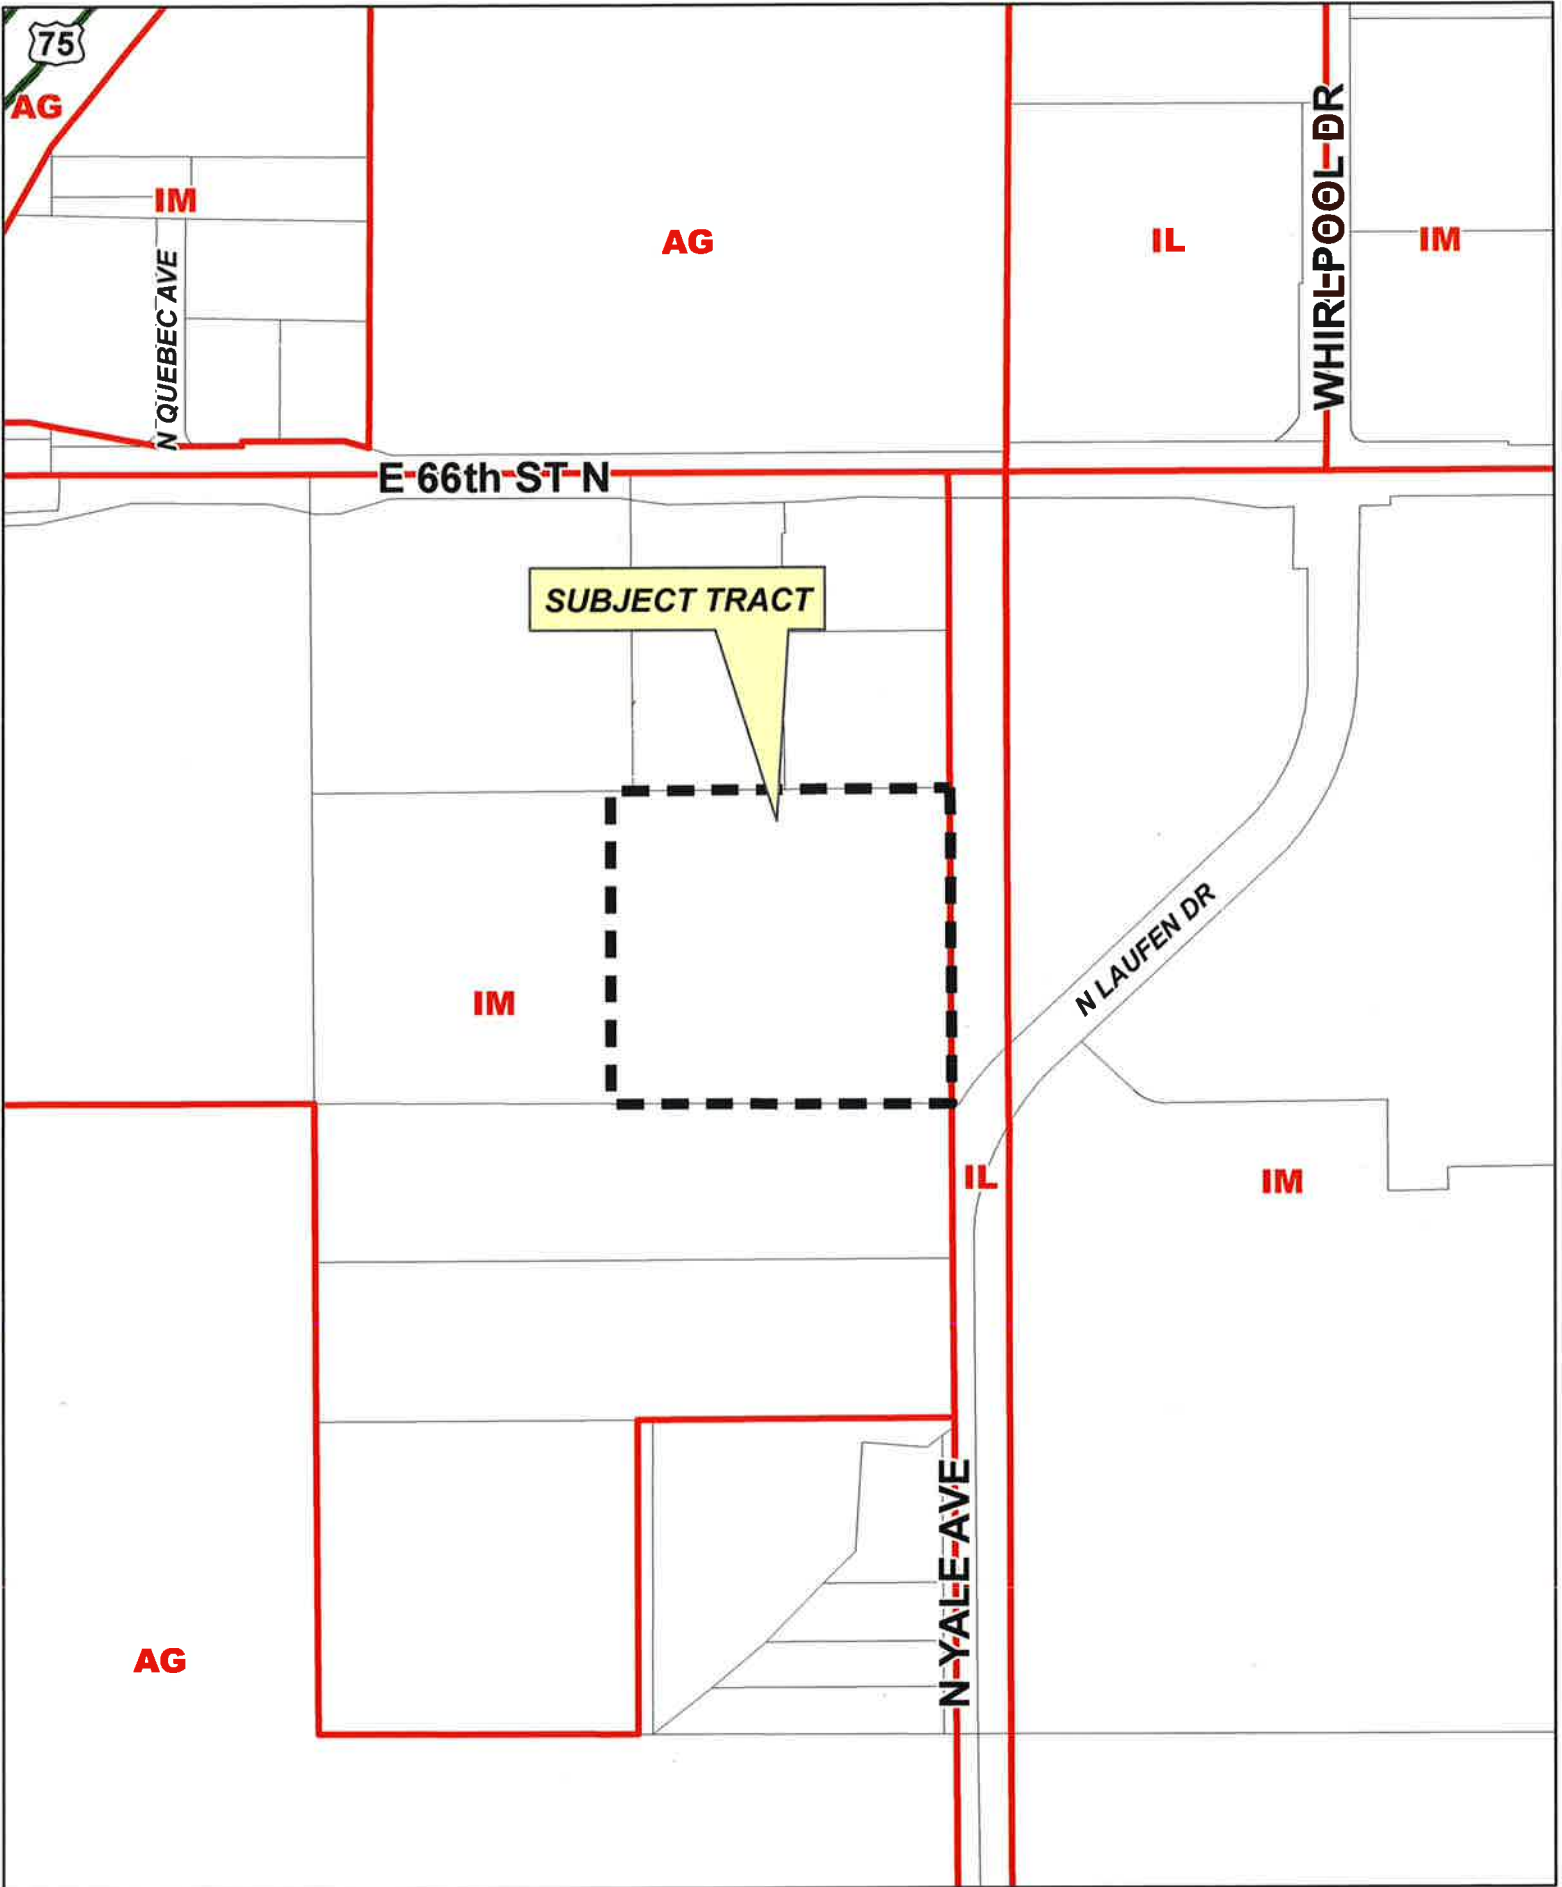 75
AG
IM
N QUEBEC AVE
AG
IL
WHIRLPOOL DR
IM
E 66th ST N
SUBJECT TRACT
N LAUFEN DR
IM
IL
IM
N YALE AVE
AG